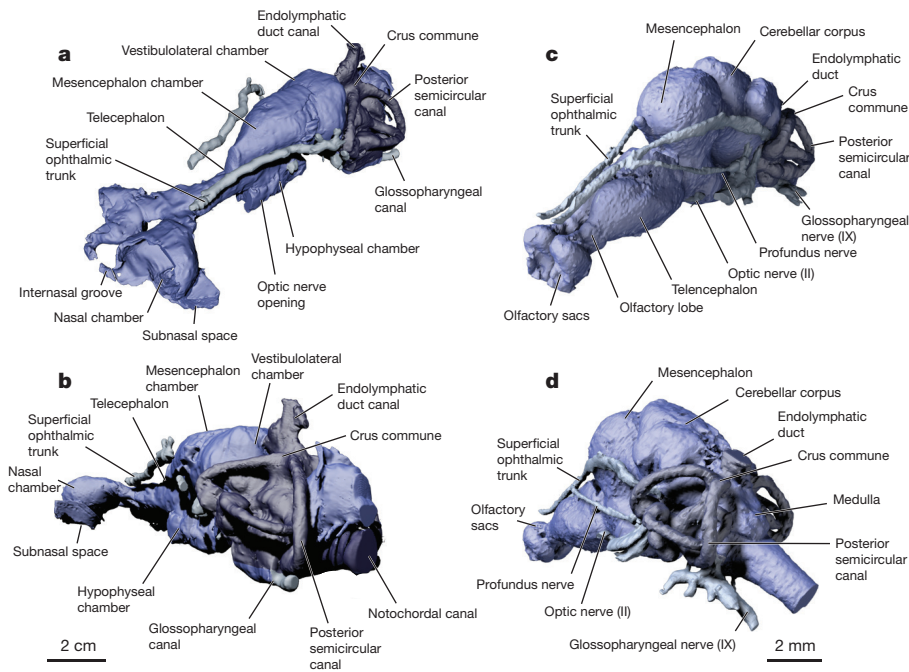 a
Endolymphatic
duct canal
Vestibulolateral chamber
Crus commune
Mesencephalon chamber
Posterior
semicircular
canal
Telecephalon
Superficial
ophthalmic
trunk
Glossopharyngeal
canal
Hypophyseal chamber
Internasal groove
Optic nerve
opening
Nasal chamber
Subnasal space
c
Mesencephalon
Cerebellar corpus
Endolymphatic
duct
Crus
commune
Superficial
ophthalmic
trunk
Posterior
semicircular
canal
Glossopharyngeal
nerve (IX)
Profundus nerve
Optic nerve (II)
Telencephalon
Olfactory lobe
Olfactory sacs
b
Mesencephalon
chamber
Vestibulolateral
chamber
Telecephalon
Endolymphatic
duct canal
Superficial
ophthalmic
trunk
Crus commune
Nasal
chamber
Subnasal space
Hypophyseal
chamber
Notochordal canal
Glossopharyngeal
canal
Posterior
semicircular
canal
2 cm
d
Mesencephalon
Cerebellar corpus
Endolymphatic
duct
Superficial
ophthalmic
trunk
Crus commune
Medulla
Olfactory
sacs
Posterior
semicircular
canal
Profundus nerve
Optic nerve (II)
Glossopharyngeal nerve (IX)
2 mm